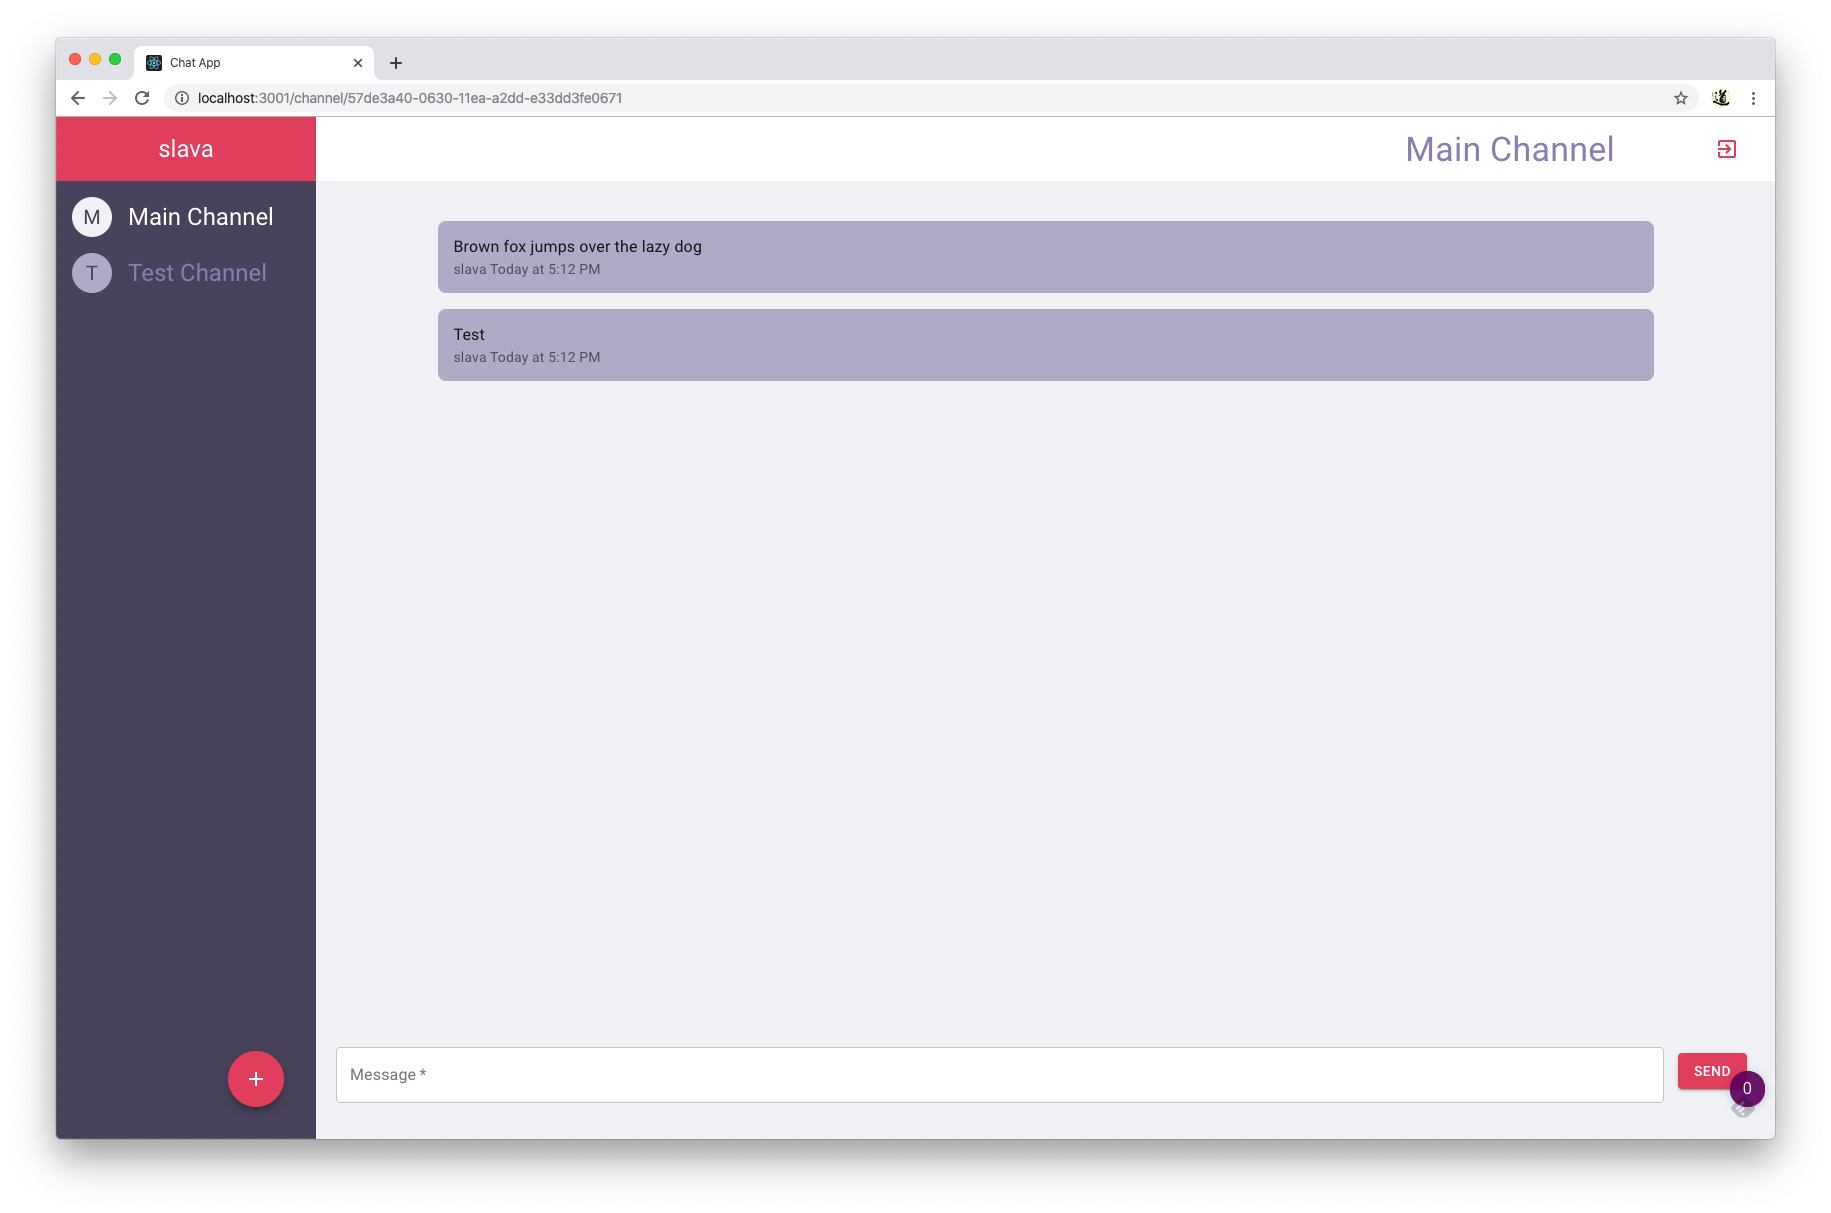 Chat App
localhost:3001/channel/57de3a40-0630-11ea-a2dd-e33dd3fe0671
slava
Main Channel
M Main Channel
T Test Channel
Brown fox jumps over the lazy dog
slava Today at 5:12 PM
Test
slava Today at 5:12 PM
Message *
SEND
0